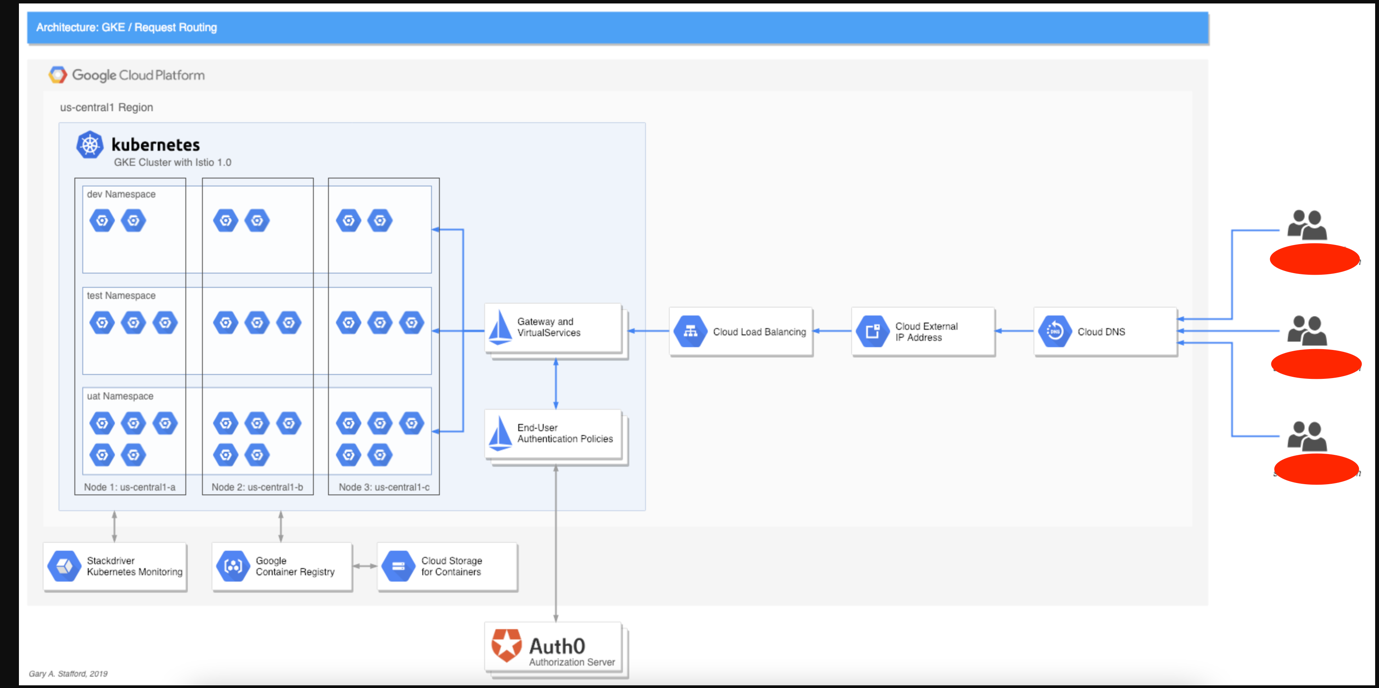 Architecture: GKE / Request Routing
Google Cloud Platform
us-central1 Region
kubernetes
GKE Cluster with Istio 1.0
dev Namespace
test Namespace
uat Namespace
Node 1: us-central1-a
Node 2: us-central1-b
Node 3: us-central1-c
Gateway and
VirtualServices
End-User
Authentication Policies
Cloud Load Balancing
Cloud External
IP Address
Cloud DNS
Stackdriver
Kubernetes Monitoring
Google
Container Registry
Cloud Storage
for Containers
Auth0
Authorization Server
Gary A. Stafford, 2019